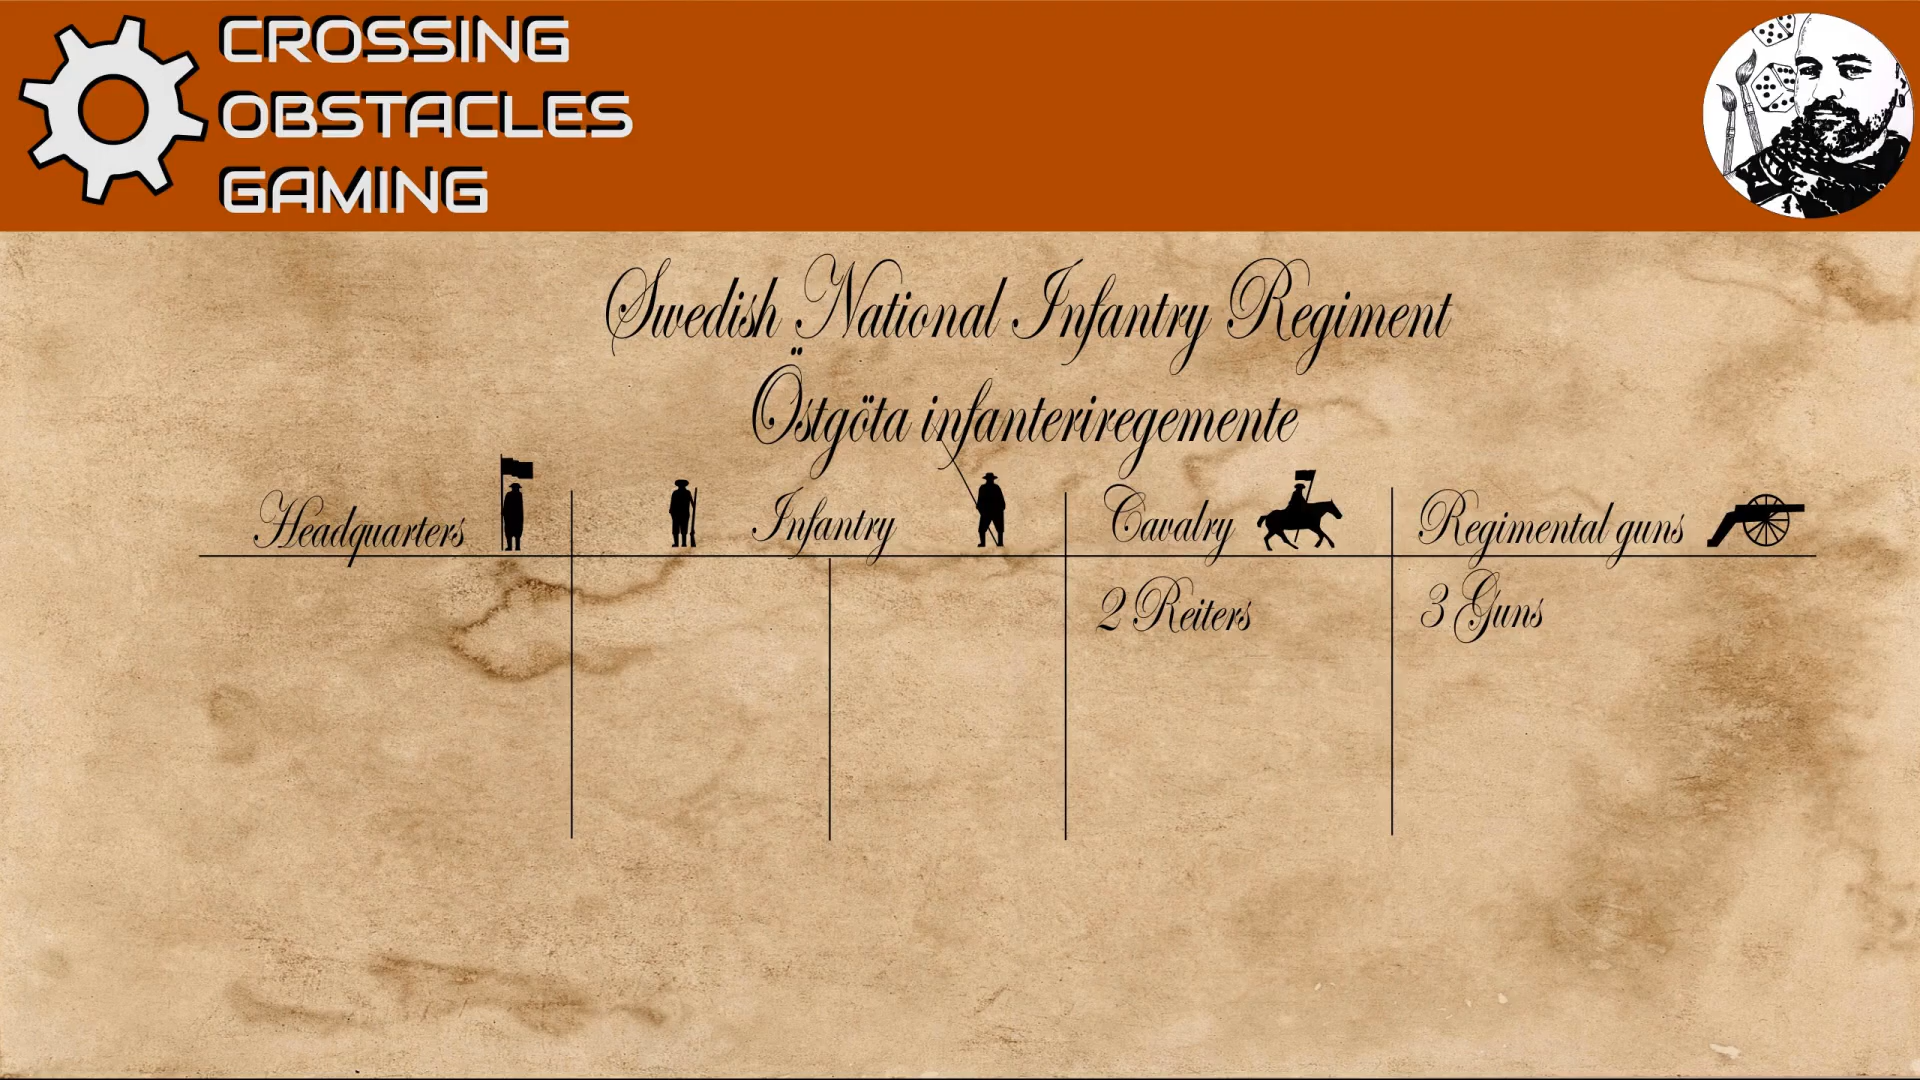 CROSSING
OBSTACLES
GAMING
Swedish National Infantry Regiment
Östgöta infanteriregemente
Headquarters
Infantry
Cavalry
Regimental guns
2 Reiters
3 Guns